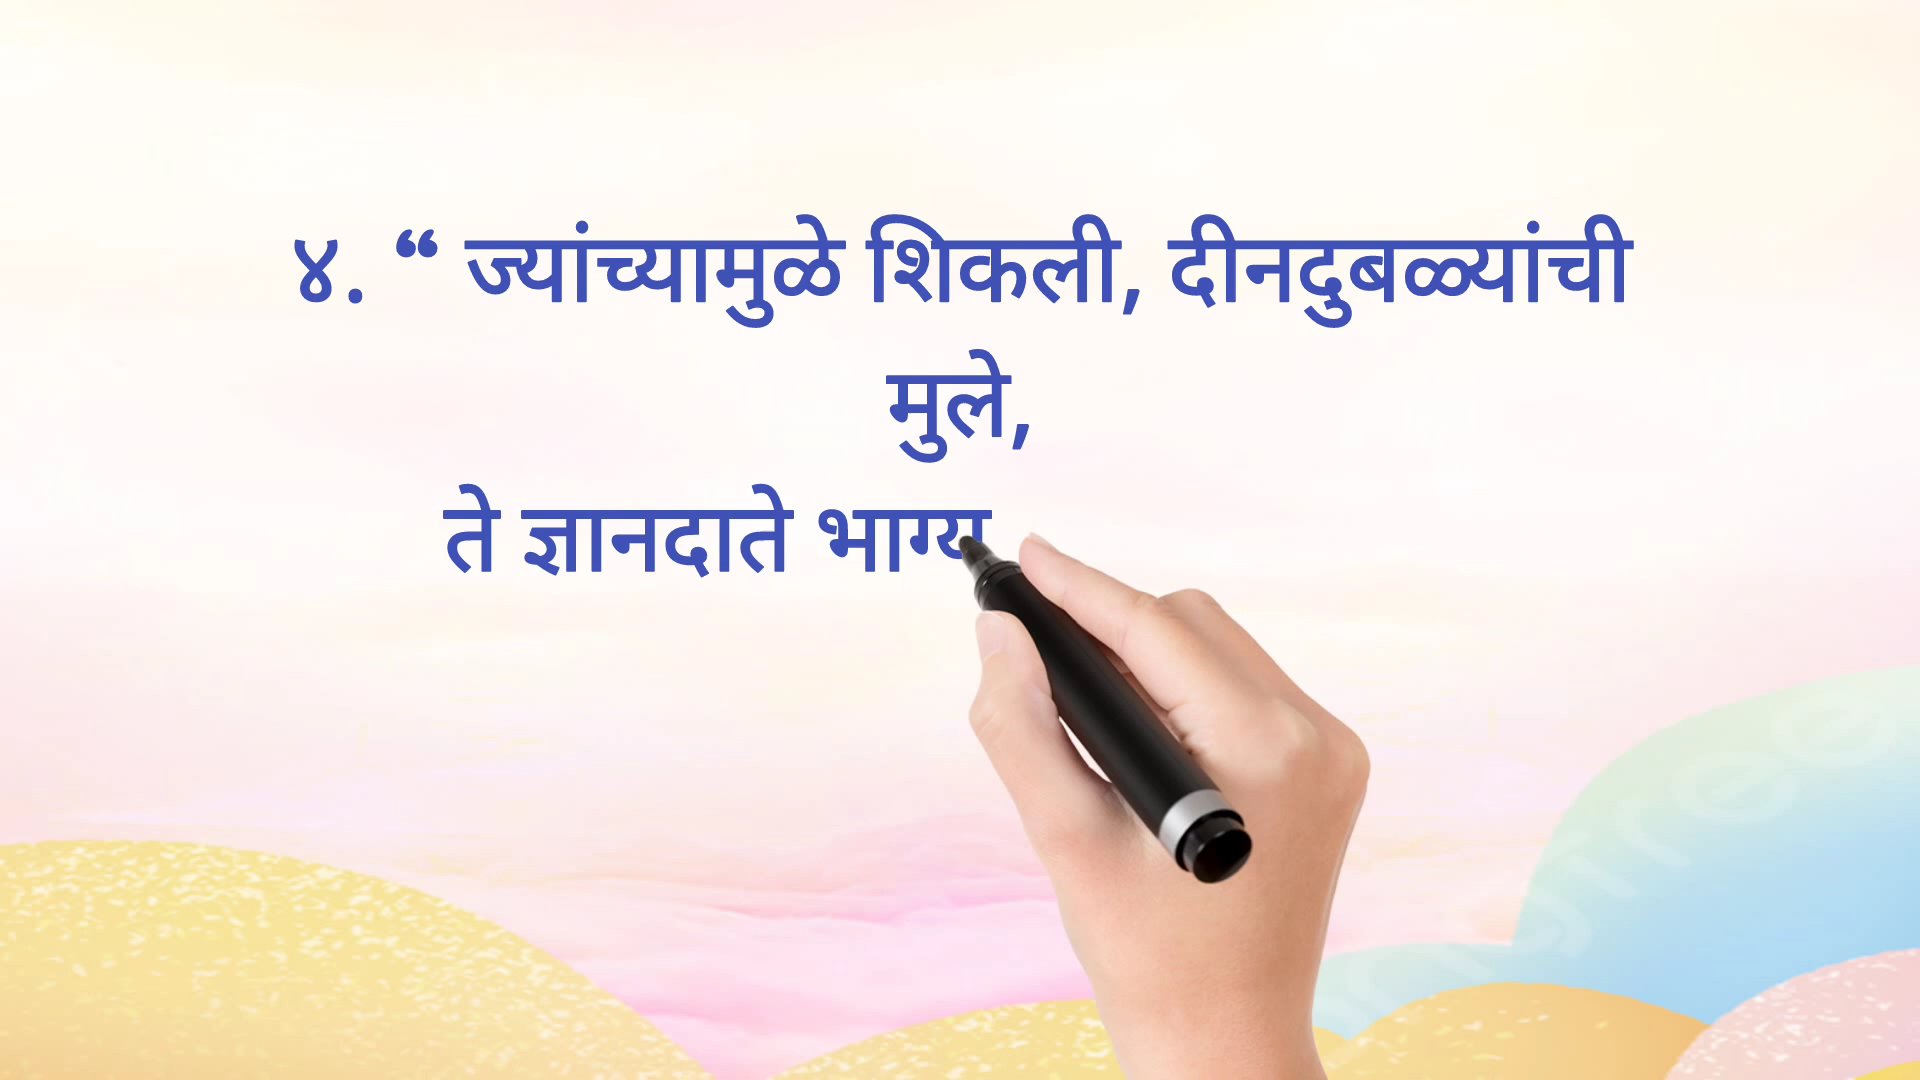 ४. “ ज्यांच्यामुळे शिकली, दीनदुबळ्यांची
मुले,
ते ज्ञानदाते भाग्य